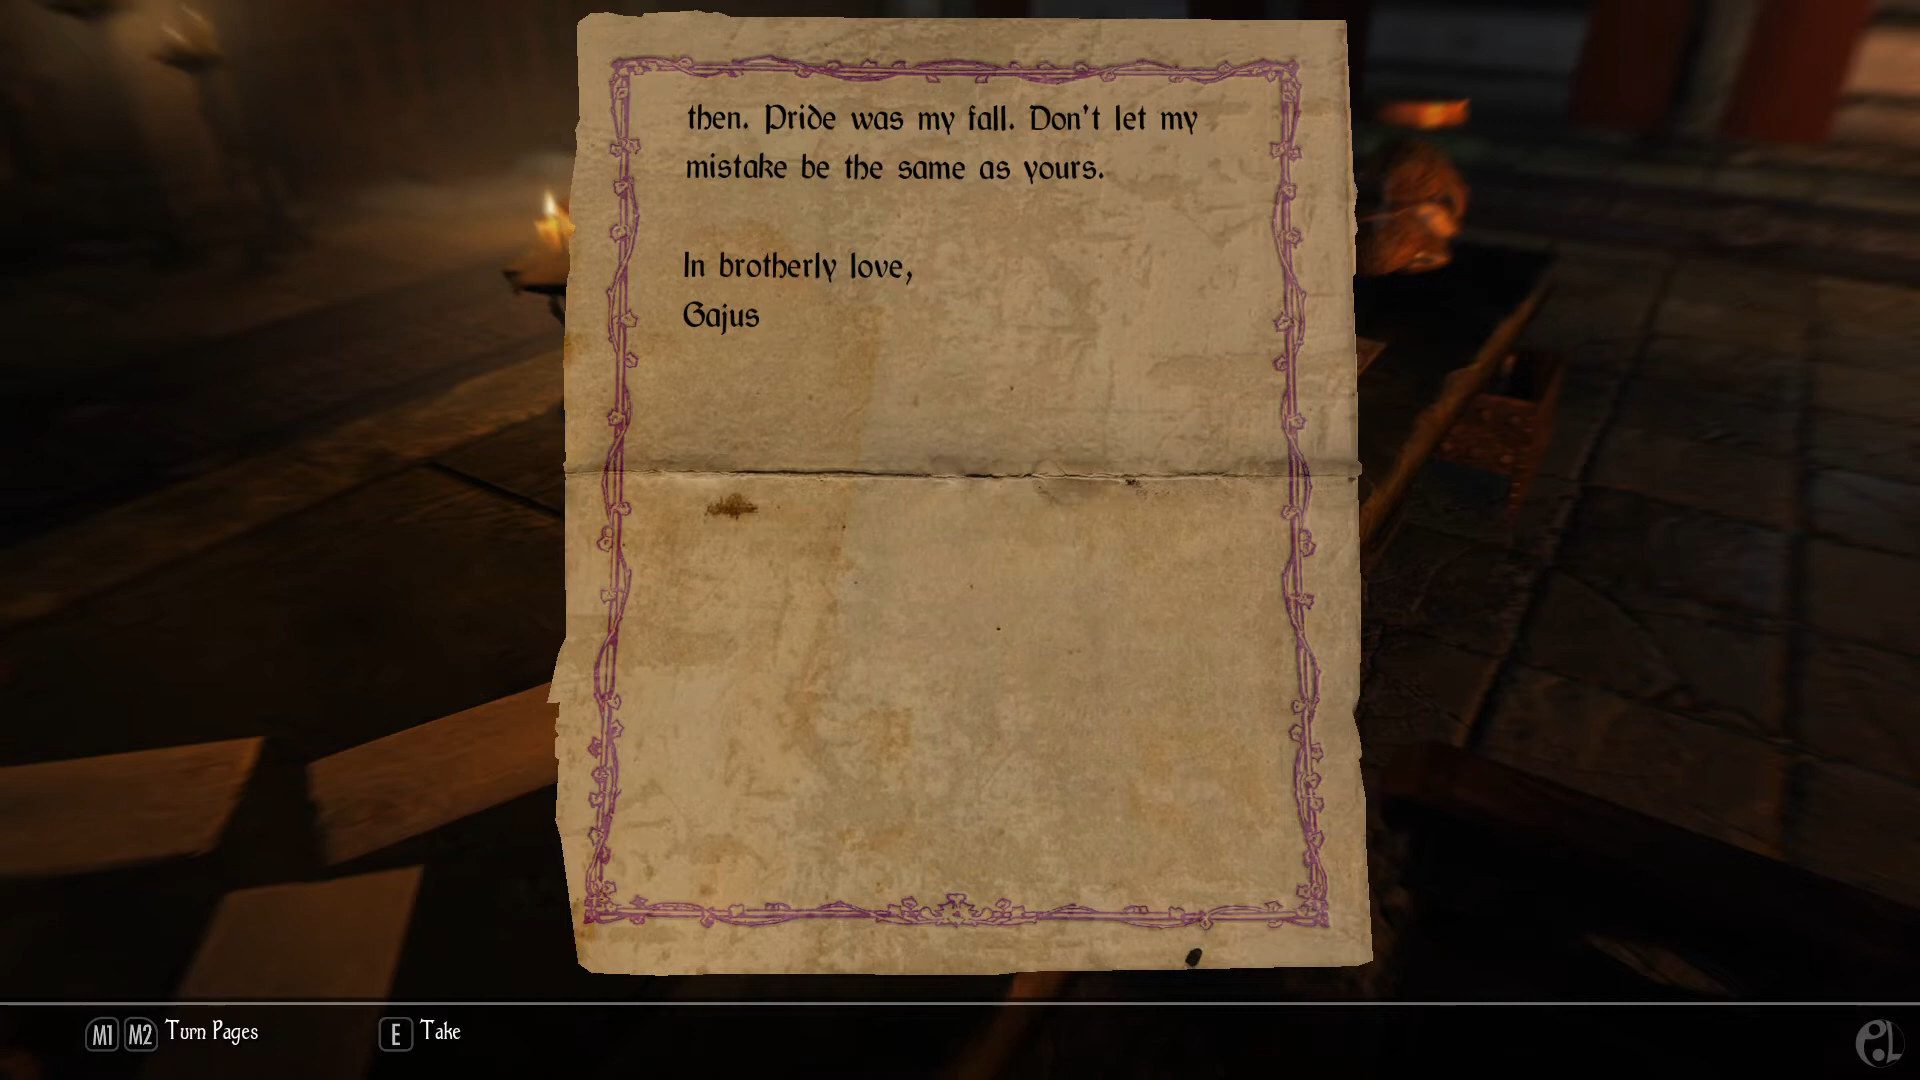 then. Pride was my fall. Don't let my
mistake be the same as yours.
In brotherly love,
Gajus
M1 M2 Turn Pages
E Take